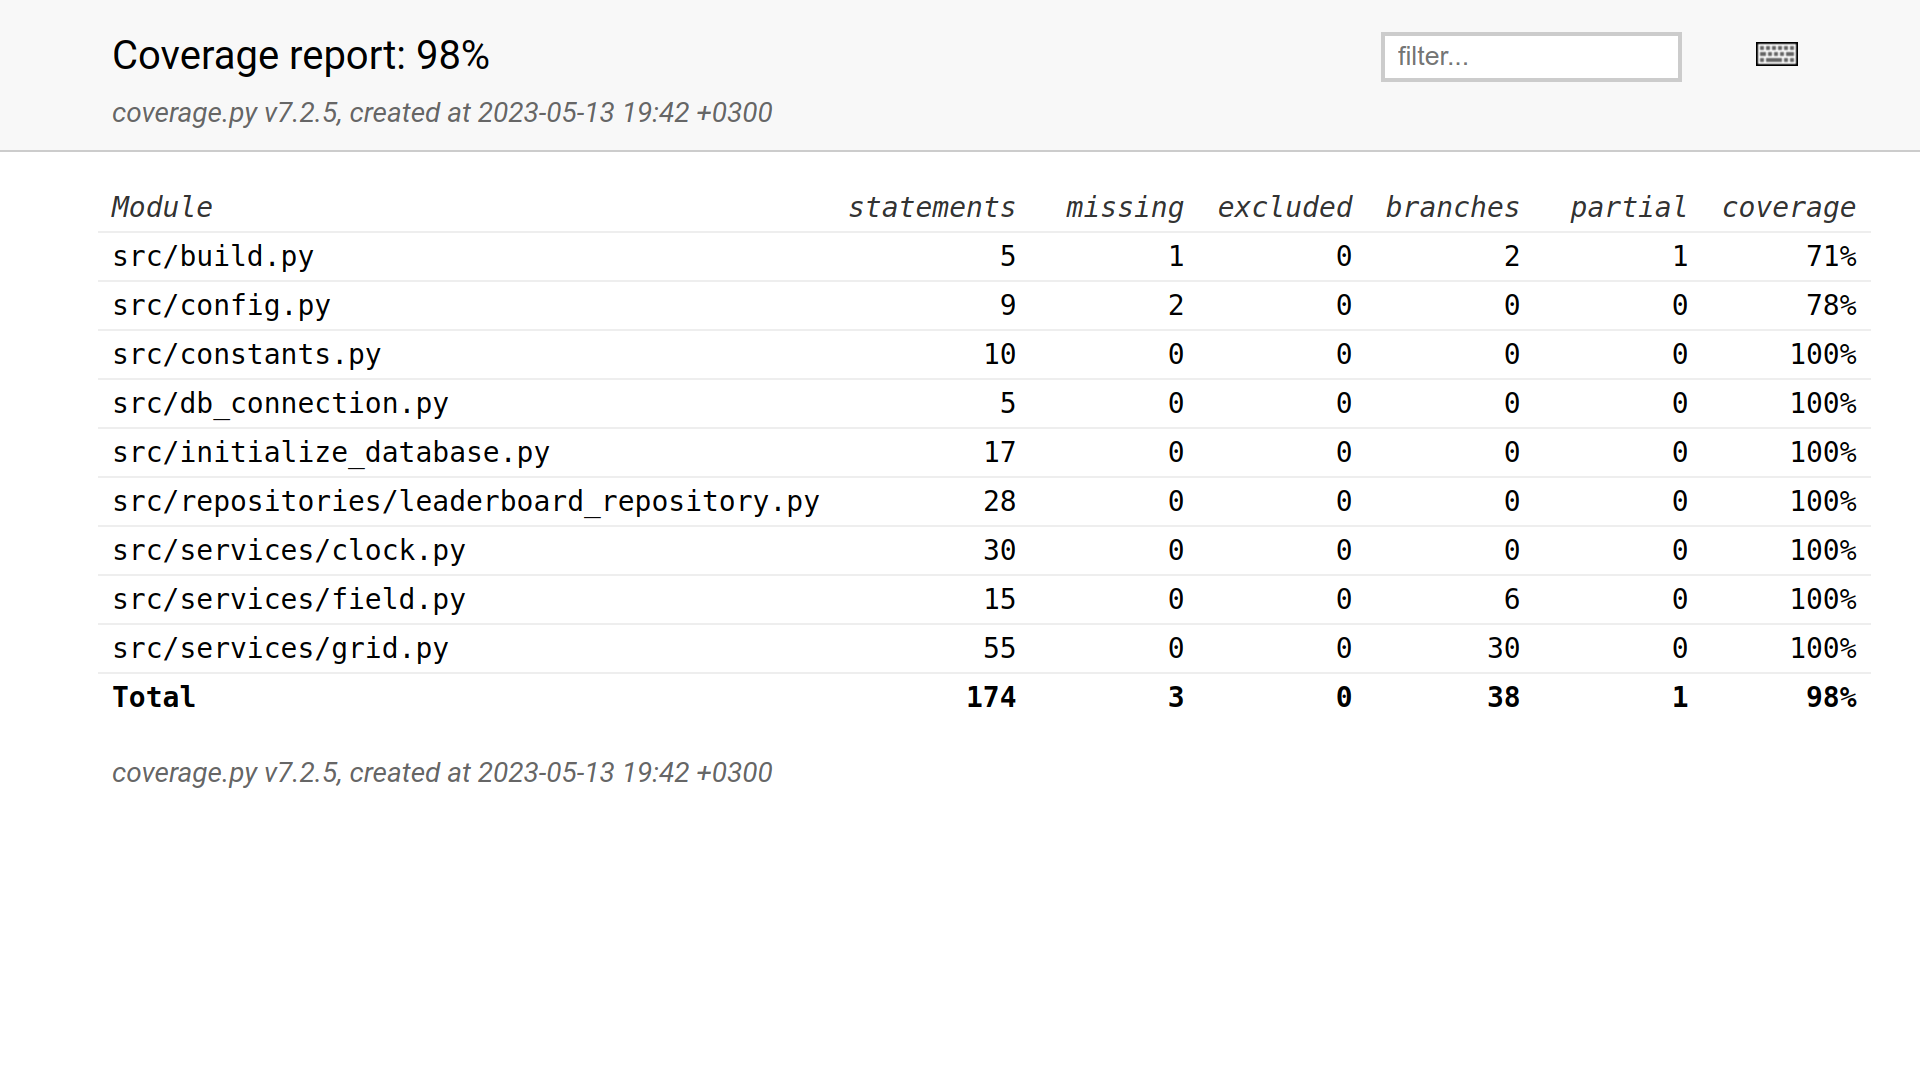 Coverage report: 98%
filter...
coverage.py v7.2.5, created at 2023-05-13 19:42 +0300
Module statements missing excluded branches partial coverage
src/build.py 5 1 0 2 1 71%
src/config.py 9 2 0 0 0 78%
src/constants.py 10 0 0 0 0 100%
src/db_connection.py 5 0 0 0 0 100%
src/initialize_database.py 17 0 0 0 0 100%
src/repositories/leaderboard_repository.py 28 0 0 0 0 100%
src/services/clock.py 30 0 0 0 0 100%
src/services/field.py 15 0 0 6 0 100%
src/services/grid.py 55 0 0 30 0 100%
Total 174 3 0 38 1 98%
coverage.py v7.2.5, created at 2023-05-13 19:42 +0300